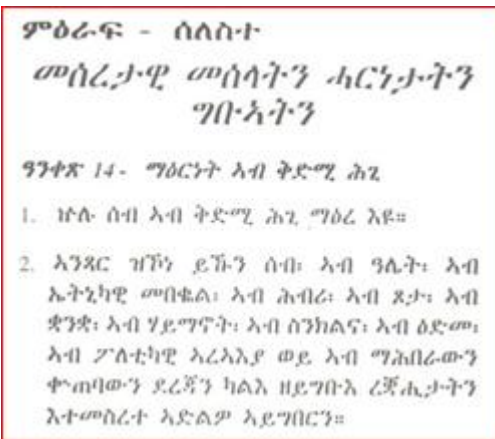 ምዕራፍ - ሰለስተ
መሰረታዊ መሰላትን ሓርነታትን
ግቡኣትን
ዓንቀጽ 14 - ማዕርነት ኣብ ቅድሚ ሕጊ
1. ኵሉ ሰብ ኣብ ቅድሚ ሕጊ ማዕረ እዩ።
2. ኣንጻር ዝኾነ ይኹን ሰብ፡ ኣብ ዓሌት፡ ኣብ
ኤትኒካዊ መበቈል፡ ኣብ ሕብሪ፡ ኣብ ጾታ፡ ኣብ
ቋንቋ፡ ኣብ ሃይማኖት፡ ኣብ ስንክልና፡ ኣብ ዕድመ፡
ኣብ ፖለቲካዊ ኣረኣእያ ወይ ኣብ ማሕበራውን
ቍጠባውን ደረጃን ካልእ ዘይግቡእ ረጃሒታትን
እተመስረተ ኣድልዎ ኣይግበርን።